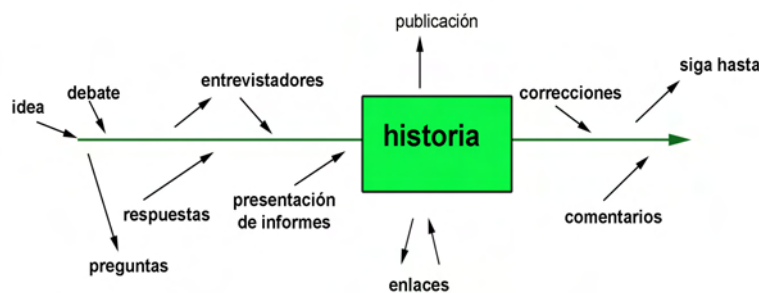 publicación
siga hasta
entrevistadores
debate
correcciones
idea
historia
respuestas
presentación
de informes
comentarios
preguntas
enlaces